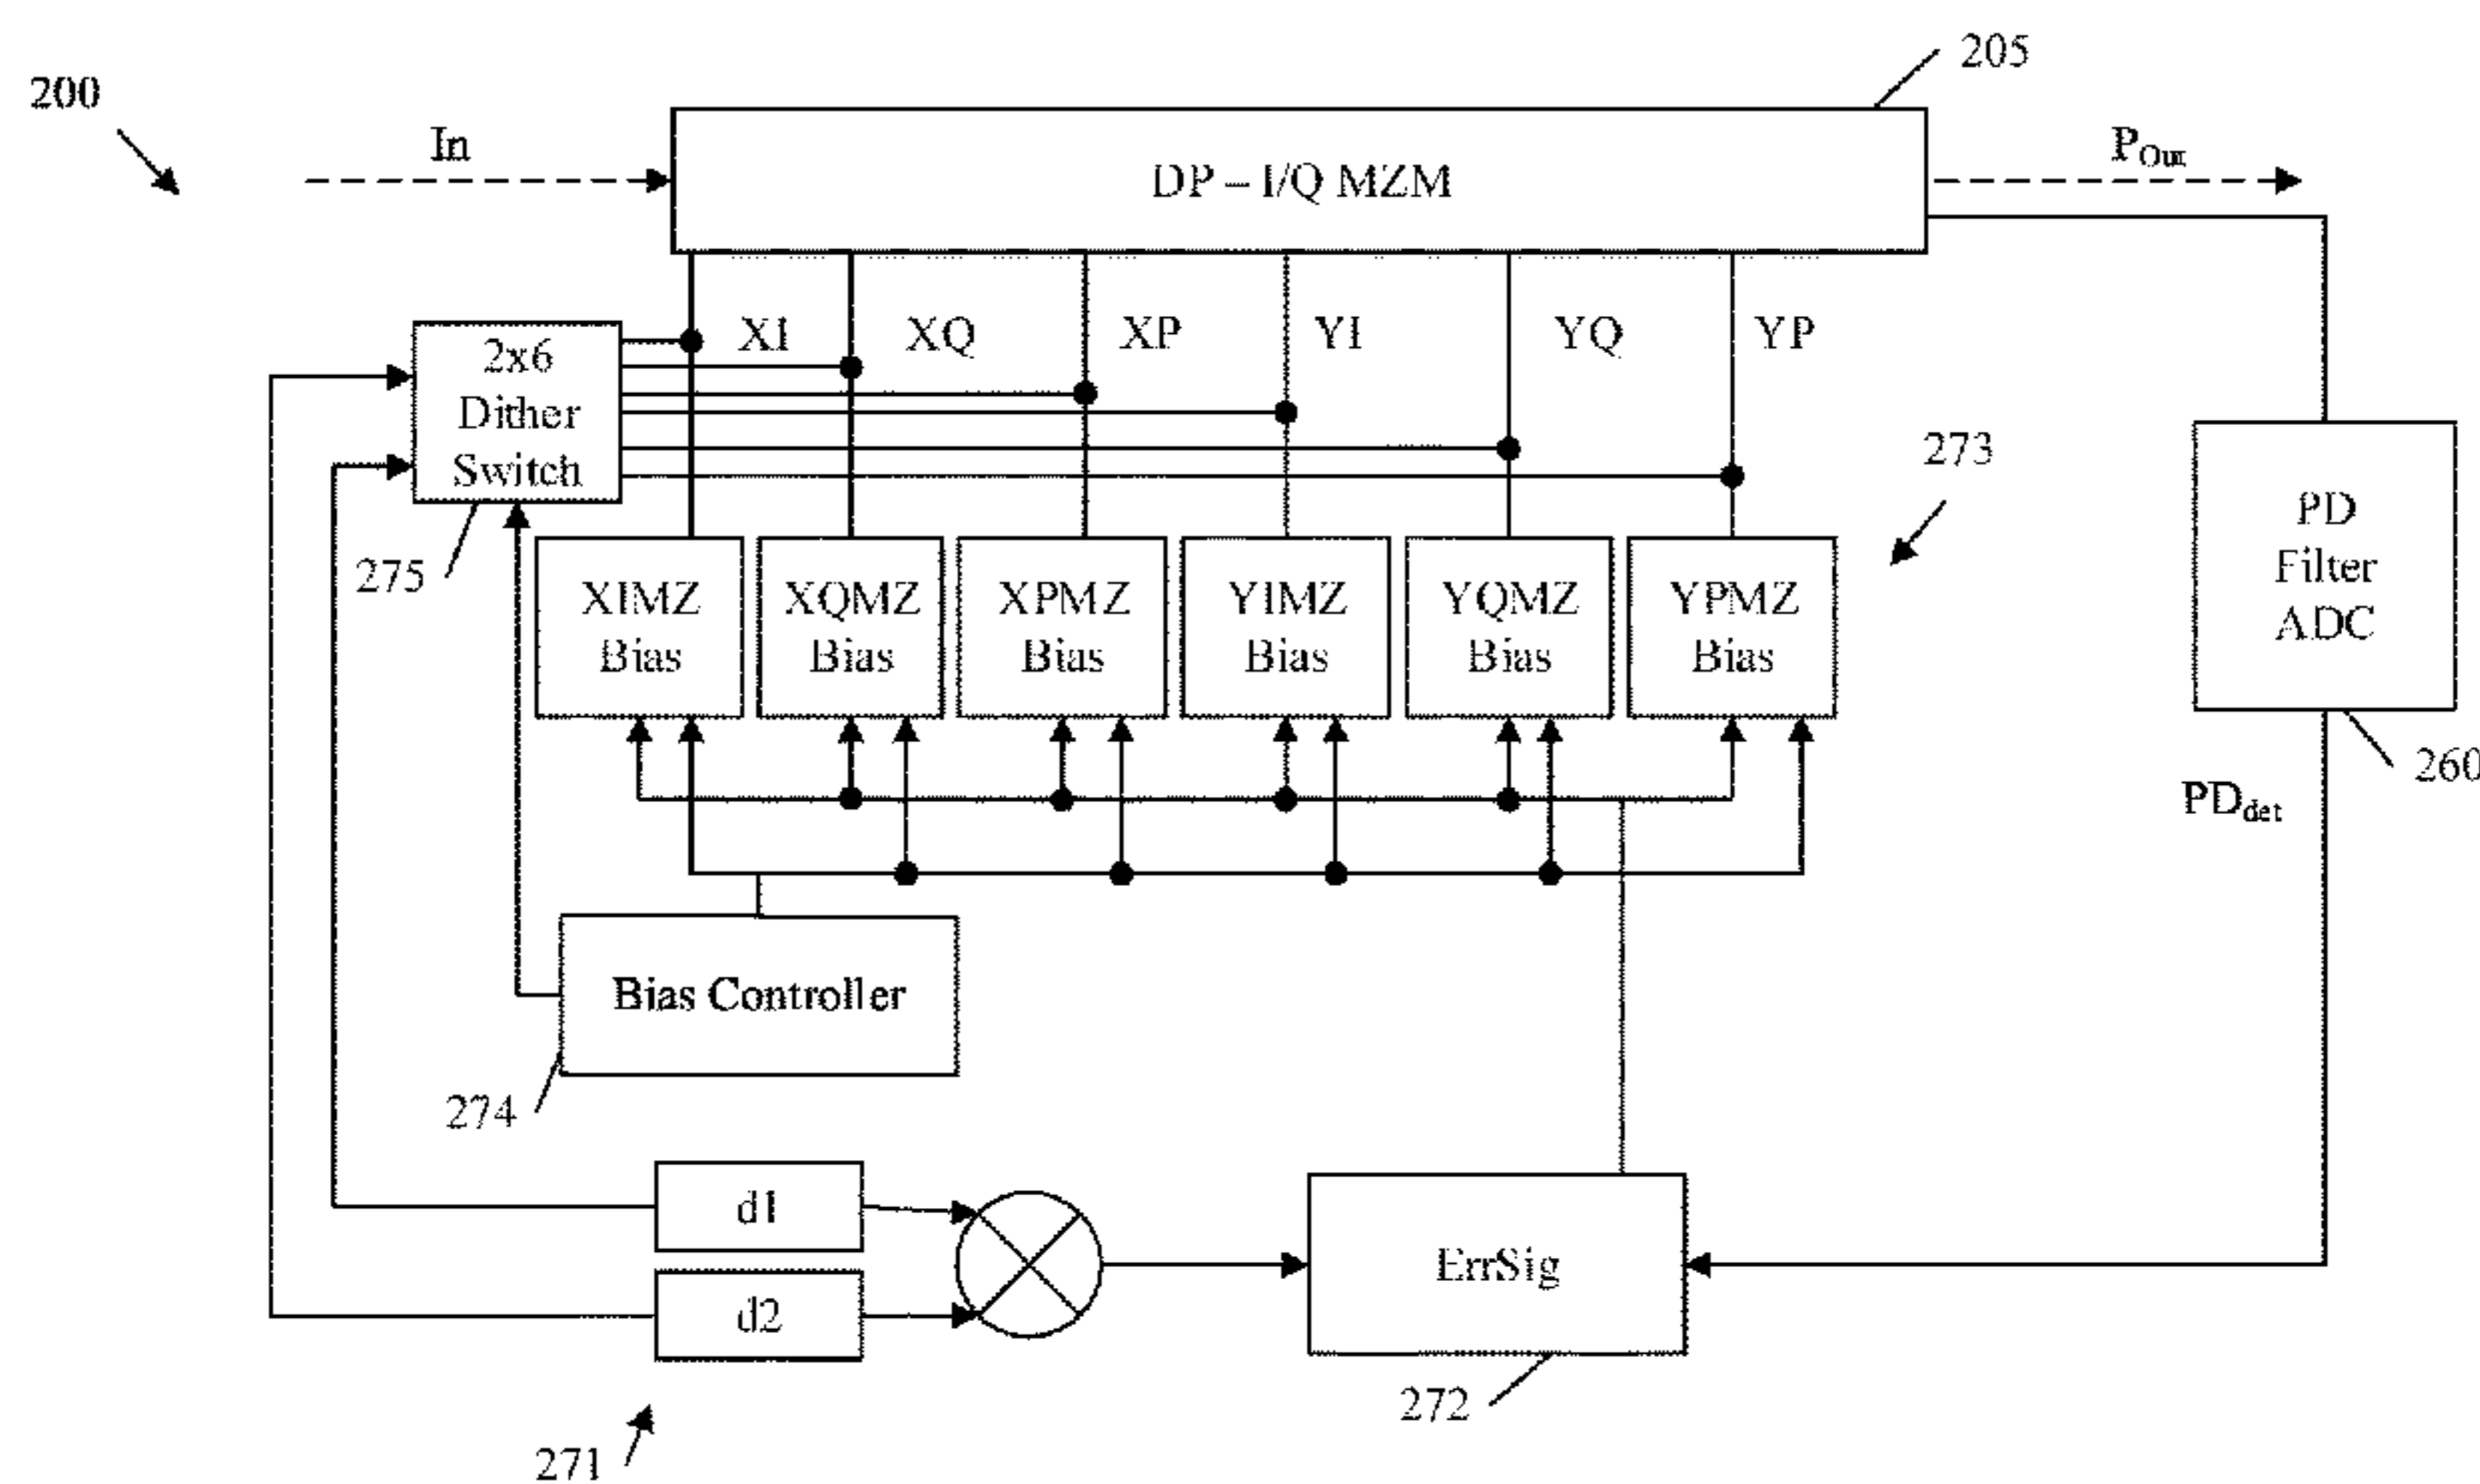 205
200
In
P_Out
DP – I/Q MZM
XI
XQ
XP
YI
YQ
YP
2x6
Dither
Switch
273
PD
Filter
ADC
275
XIMZ
Bias
XQMZ
Bias
XPMZ
Bias
YIMZ
Bias
YQMZ
Bias
YPMZ
Bias
260
PD_det
Bias Controller
274
d1
d2
ErrSig
272
271